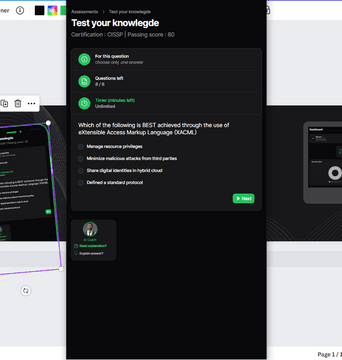 ner
Assessments > Test your knowlegde
Test your knowlegde
Certification : CISSP | Passing score : 80
For this question
choose only one answer
Questions left
8 / 8
Timer (minutes left)
Unlimited
Which of the following is BEST achieved through the use of
eXtensible Access Markup Language (XACML)
Manage resource privileges
Minimize malicious attacks from third parties
Share digital identities in hybrid cloud
Defined a standard protocol
Next
Need explanation?
Explain answer?
Dashboard
Page 1 / 1